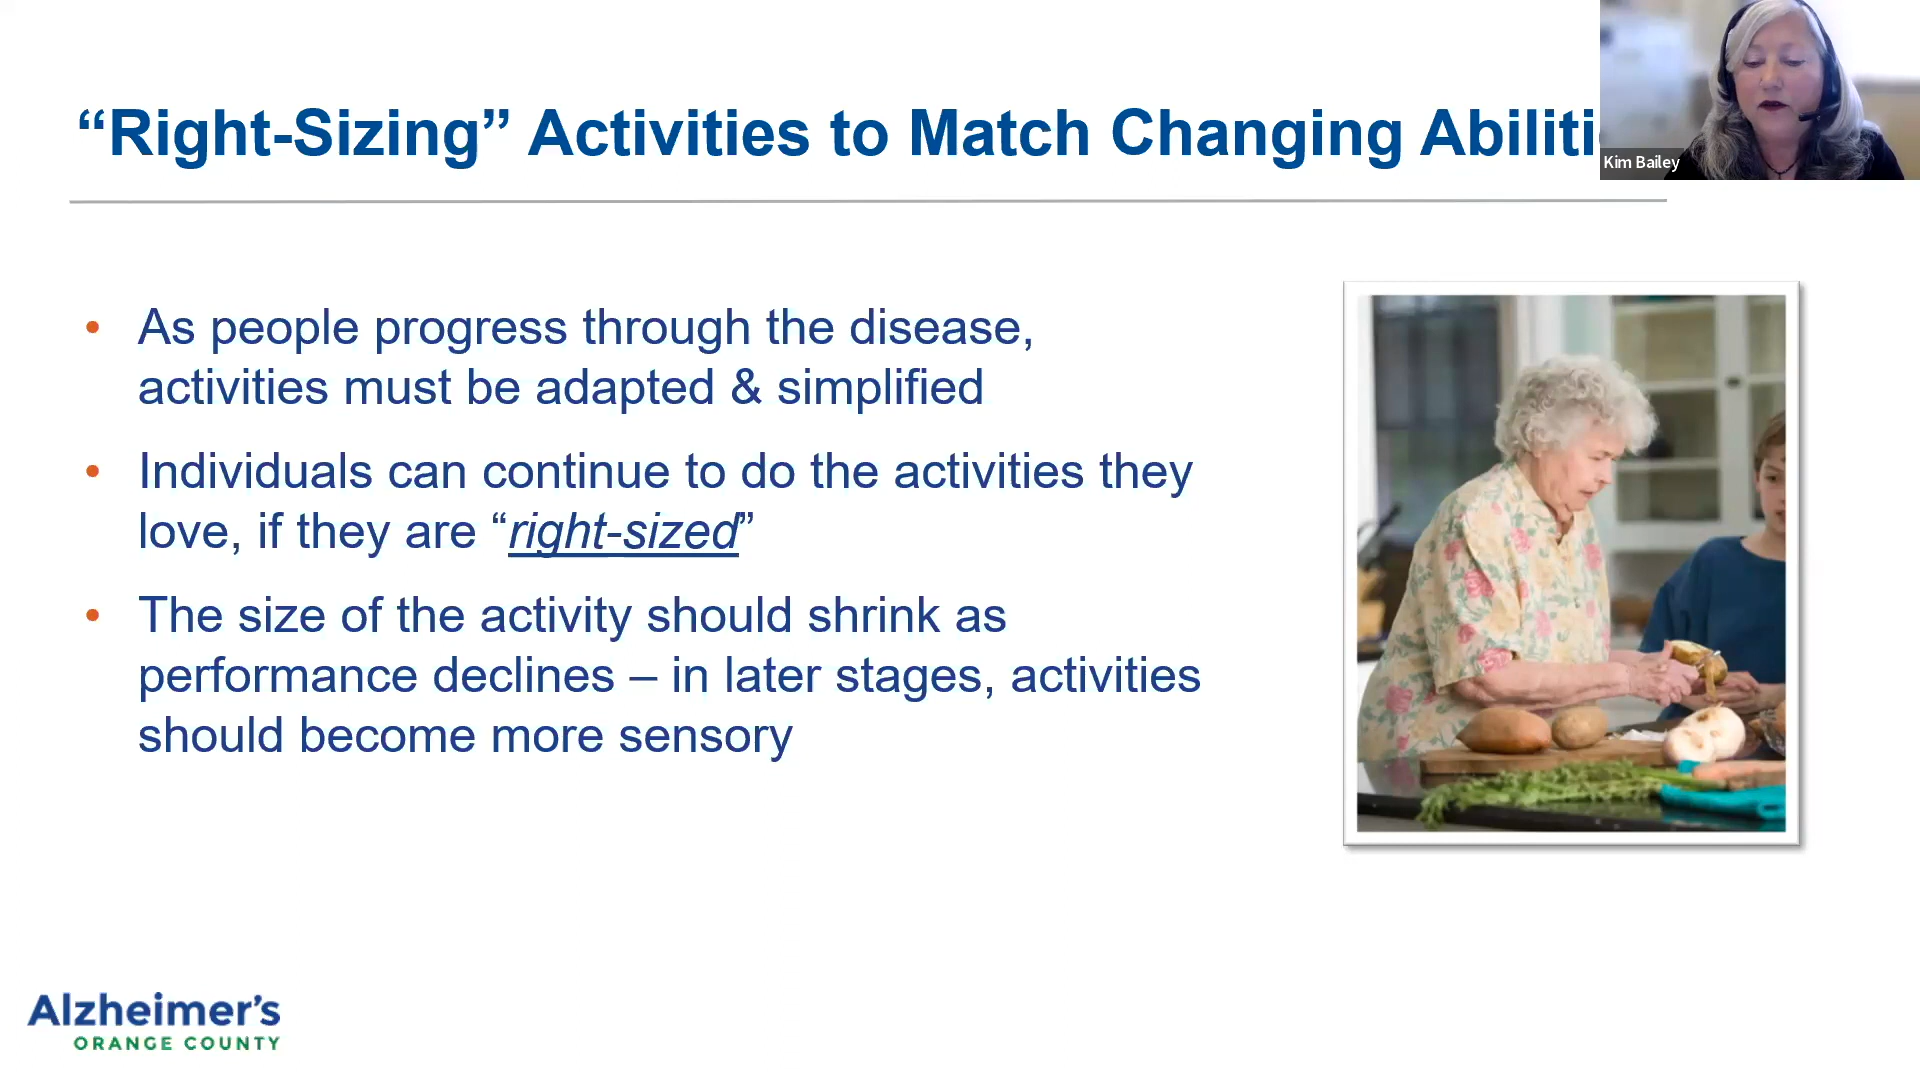 “Right-Sizing” Activities to Match Changing
Kim Bailey
• As people progress through the disease,
activities must be adapted & simplified
• Individuals can continue to do the activities they
love, if they are “right-sized”
• The size of the activity should shrink as
performance declines – in later stages, activities
should become more sensory
Alzheimer’s
ORANGE COUNTY